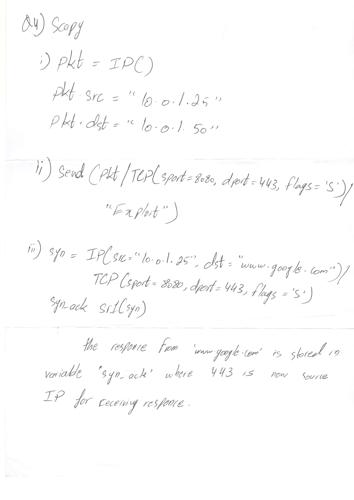 Q4) Scapy
i) pkt = IP()
pkt.src = "10.0.1.25"
pkt.dst = "10.0.1.50"
ii) send (pkt/TCP(sport=8080, dport=443, flags='S')/
"Exploit")
iii) syn = IP(src="10.0.1.25", dst="www.google.com")/
TCP(sport=8080, dport=443, flags='S')
syn_ack sr1(syn)
the response from 'www.google.com' is stored in
variable 'syn_ack' where 443 is now source
IP for receiving response.